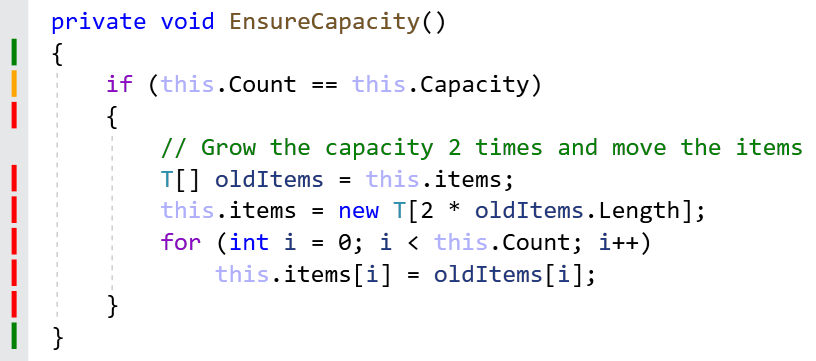 private void EnsureCapacity()
{
    if (this.Count == this.Capacity)
    {
        // Grow the capacity 2 times and move the items
        T[] oldItems = this.items;
        this.items = new T[2 * oldItems.Length];
        for (int i = 0; i < this.Count; i++)
            this.items[i] = oldItems[i];
    }
}